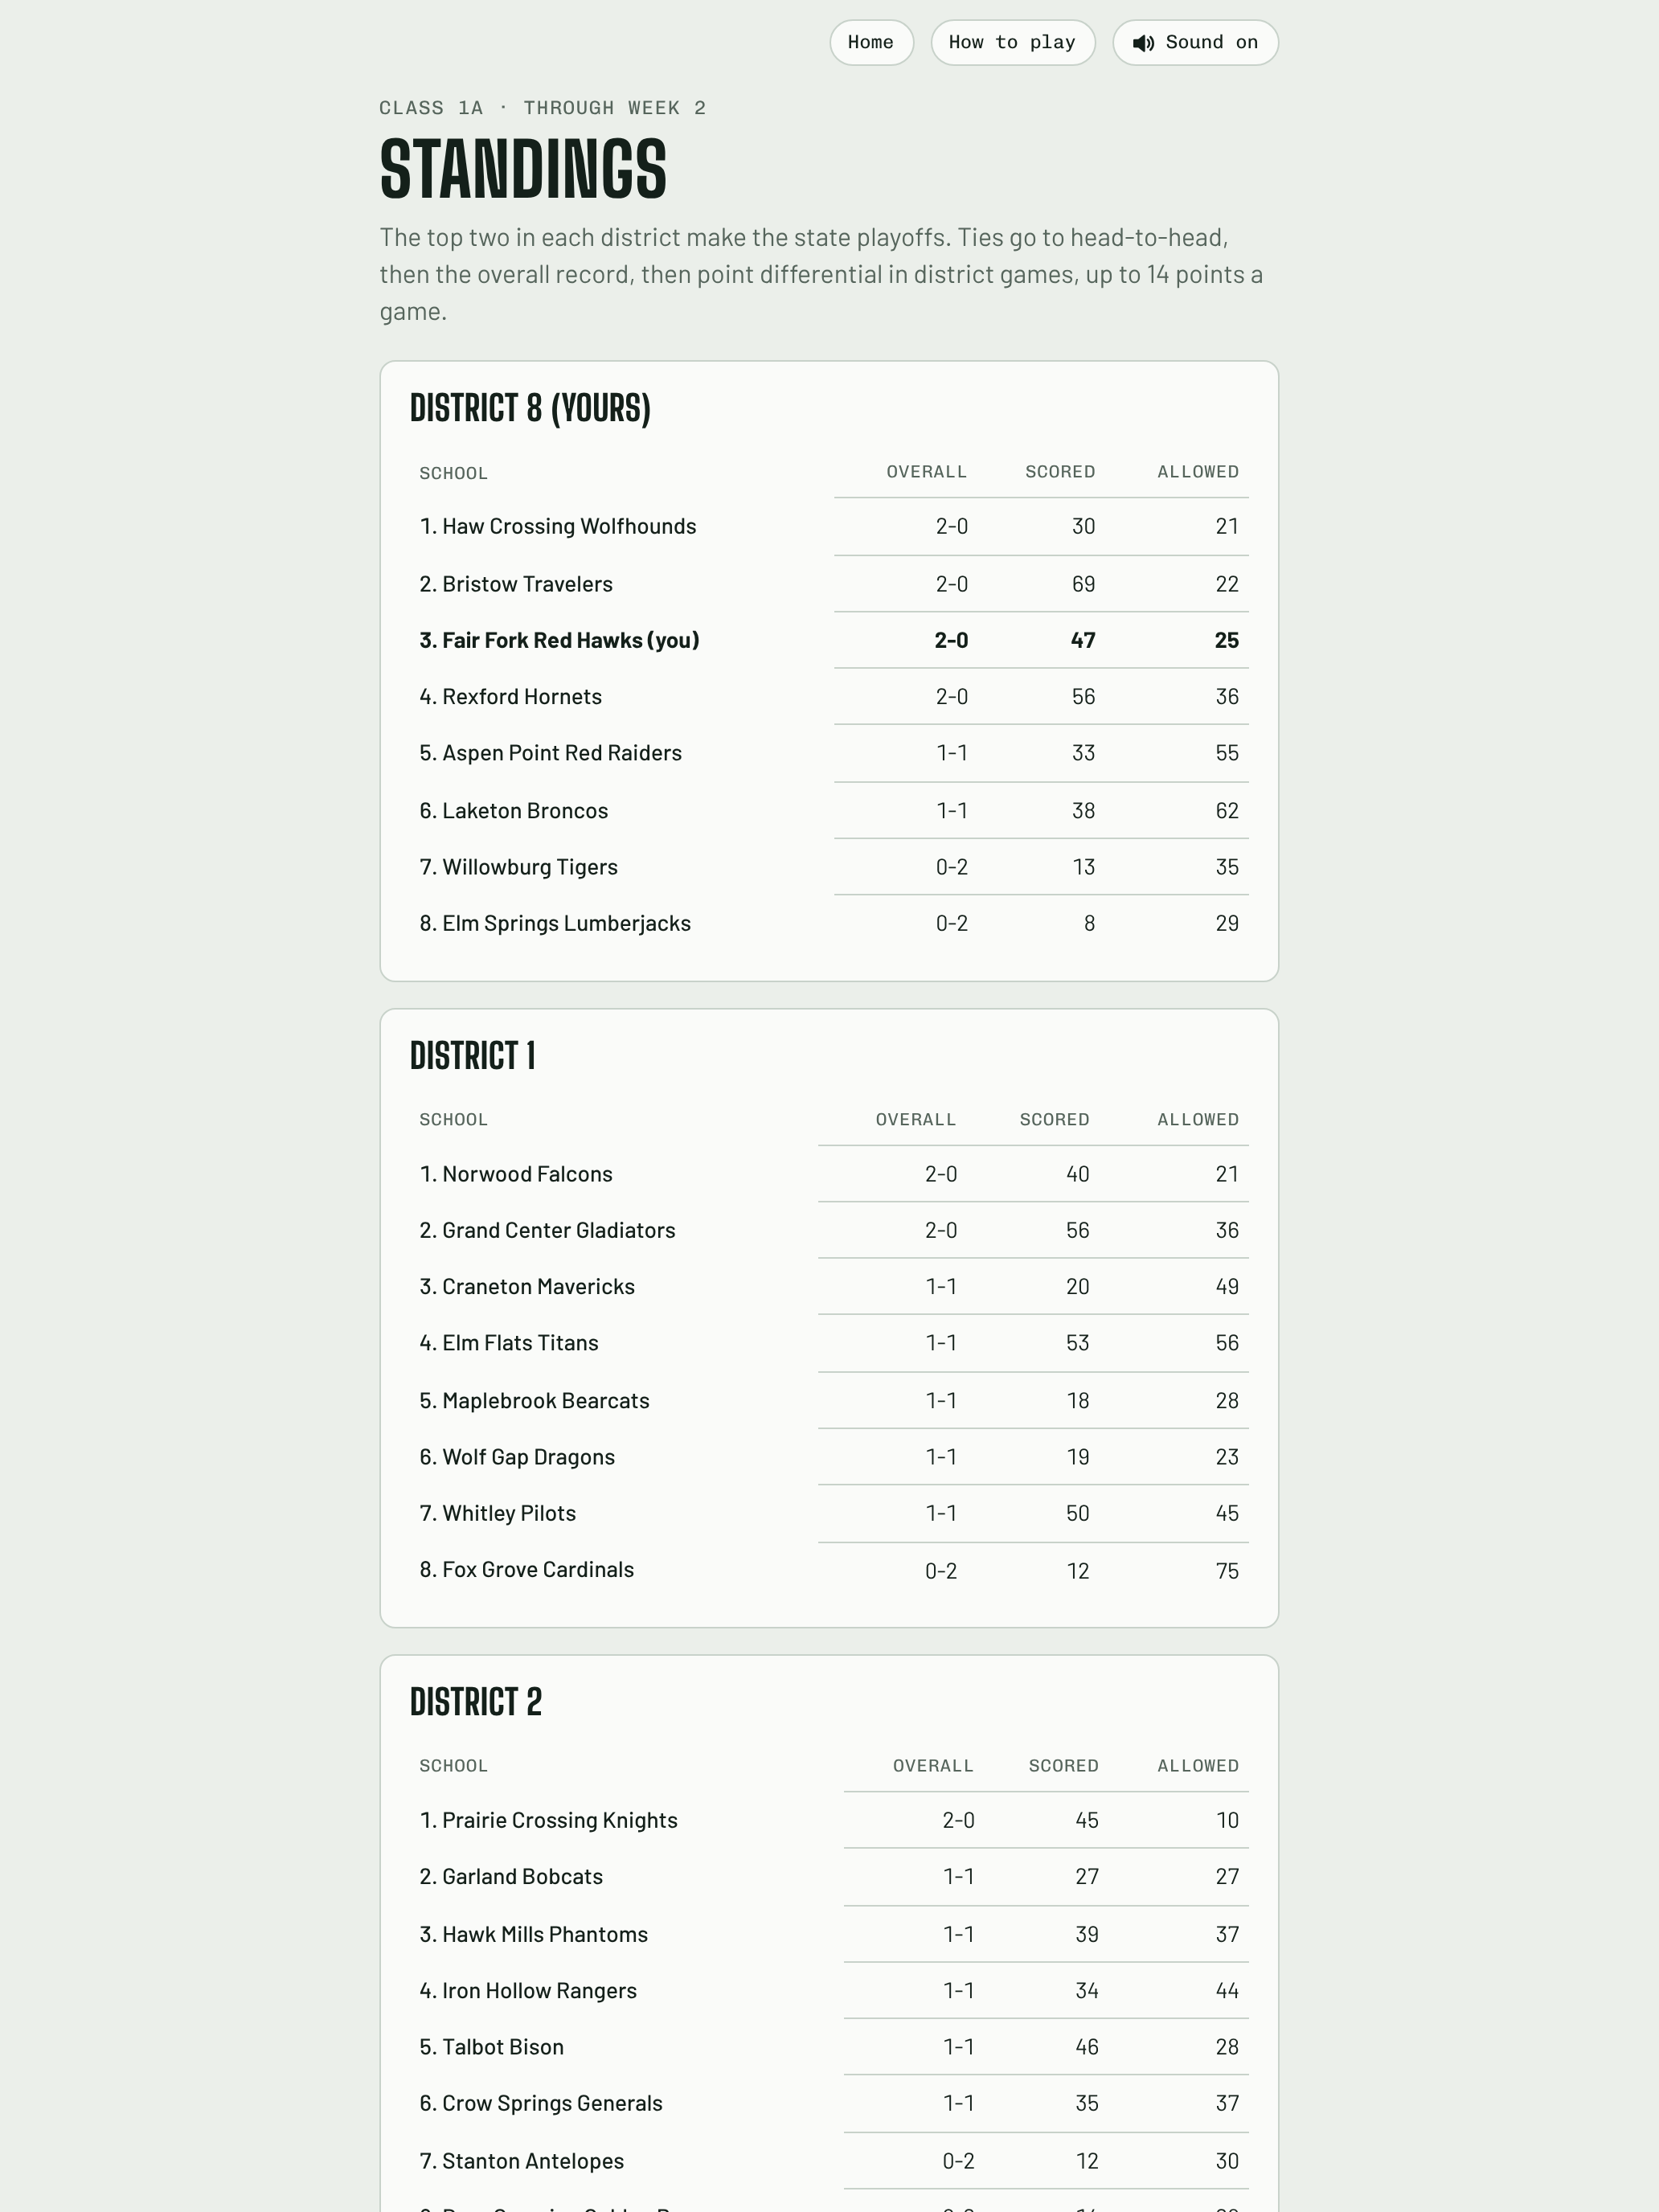 Home
How to play
Sound on
CLASS 1A · THROUGH WEEK 2
STANDINGS
The top two in each district make the state playoffs. Ties go to head-to-head,
then the overall record, then point differential in district games, up to 14 points a
game.
DISTRICT 8 (YOURS)
SCHOOL OVERALL SCORED ALLOWED
1. Haw Crossing Wolfhounds 2-0 30 21
2. Bristow Travelers 2-0 69 22
3. Fair Fork Red Hawks (you) 2-0 47 25
4. Rexford Hornets 2-0 56 36
5. Aspen Point Red Raiders 1-1 33 55
6. Laketon Broncos 1-1 38 62
7. Willowburg Tigers 0-2 13 35
8. Elm Springs Lumberjacks 0-2 8 29
DISTRICT 1
SCHOOL OVERALL SCORED ALLOWED
1. Norwood Falcons 2-0 40 21
2. Grand Center Gladiators 2-0 56 36
3. Craneton Mavericks 1-1 20 49
4. Elm Flats Titans 1-1 53 56
5. Maplebrook Bearcats 1-1 18 28
6. Wolf Gap Dragons 1-1 19 23
7. Whitley Pilots 1-1 50 45
8. Fox Grove Cardinals 0-2 12 75
DISTRICT 2
SCHOOL OVERALL SCORED ALLOWED
1. Prairie Crossing Knights 2-0 45 10
2. Garland Bobcats 1-1 27 27
3. Hawk Mills Phantoms 1-1 39 37
4. Iron Hollow Rangers 1-1 34 44
5. Talbot Bison 1-1 46 28
6. Crow Springs Generals 1-1 35 37
7. Stanton Antelopes 0-2 12 30